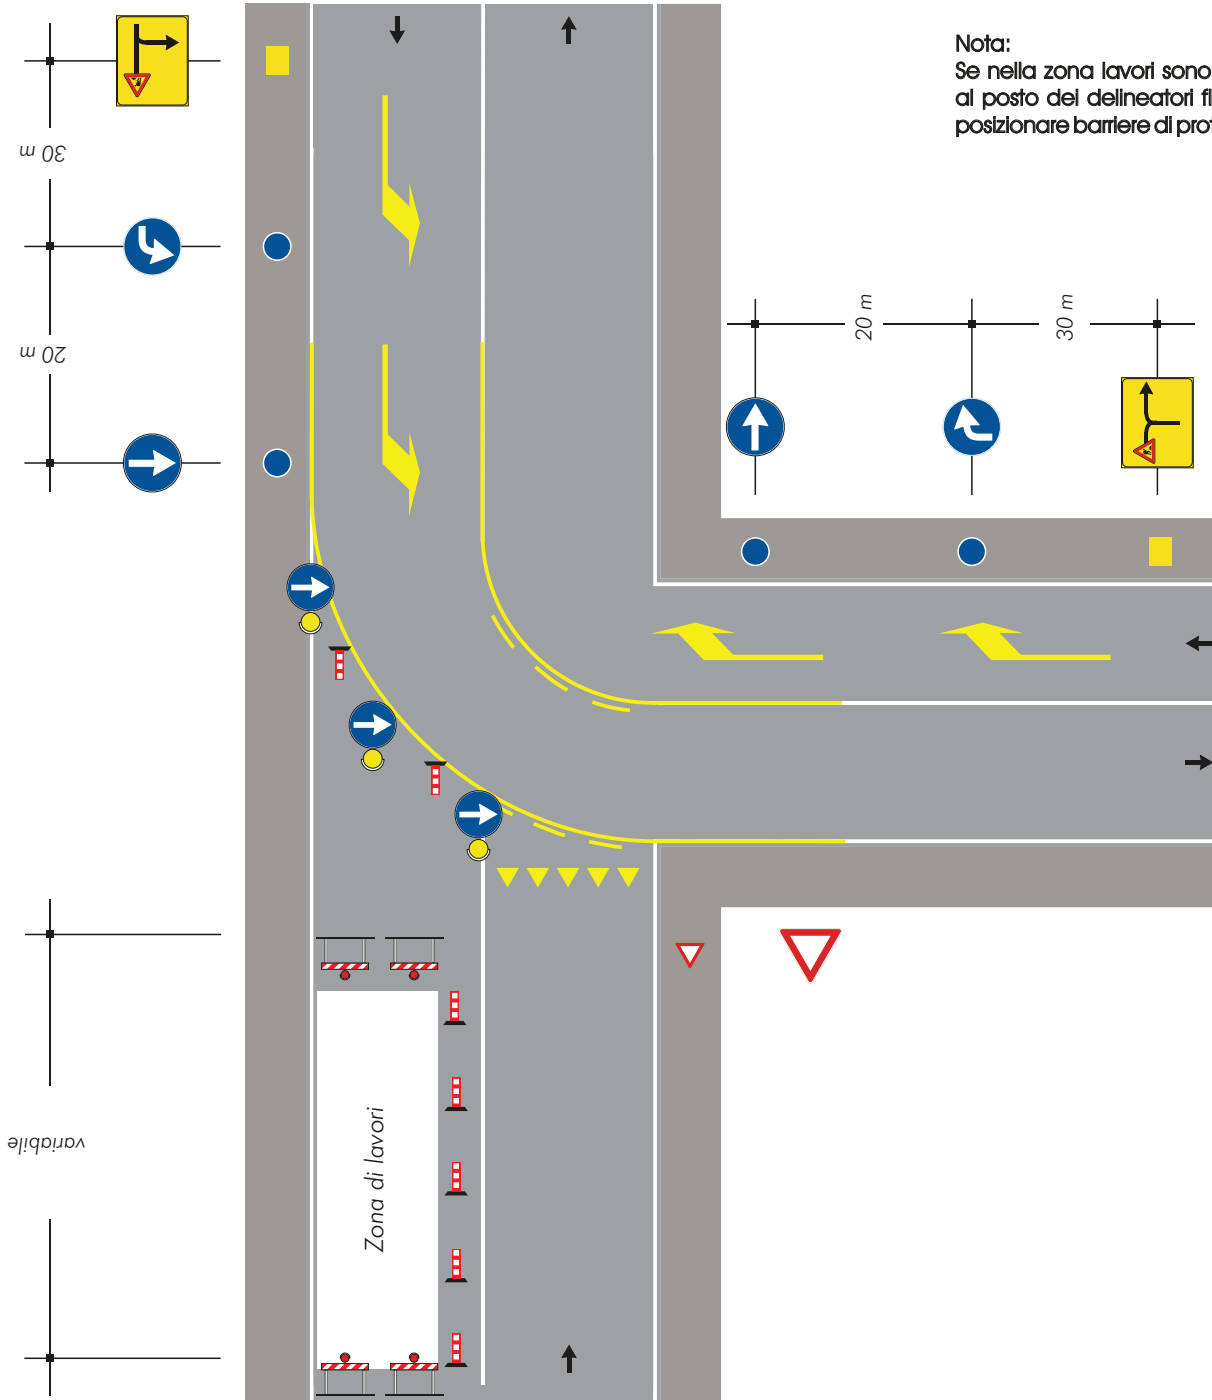 Nota:
Se nella zona lavori sono
al posto dei delineatori fl
posizionare barriere di prot
30 m
20 m
20 m
30 m
variabile
Zona di lavori